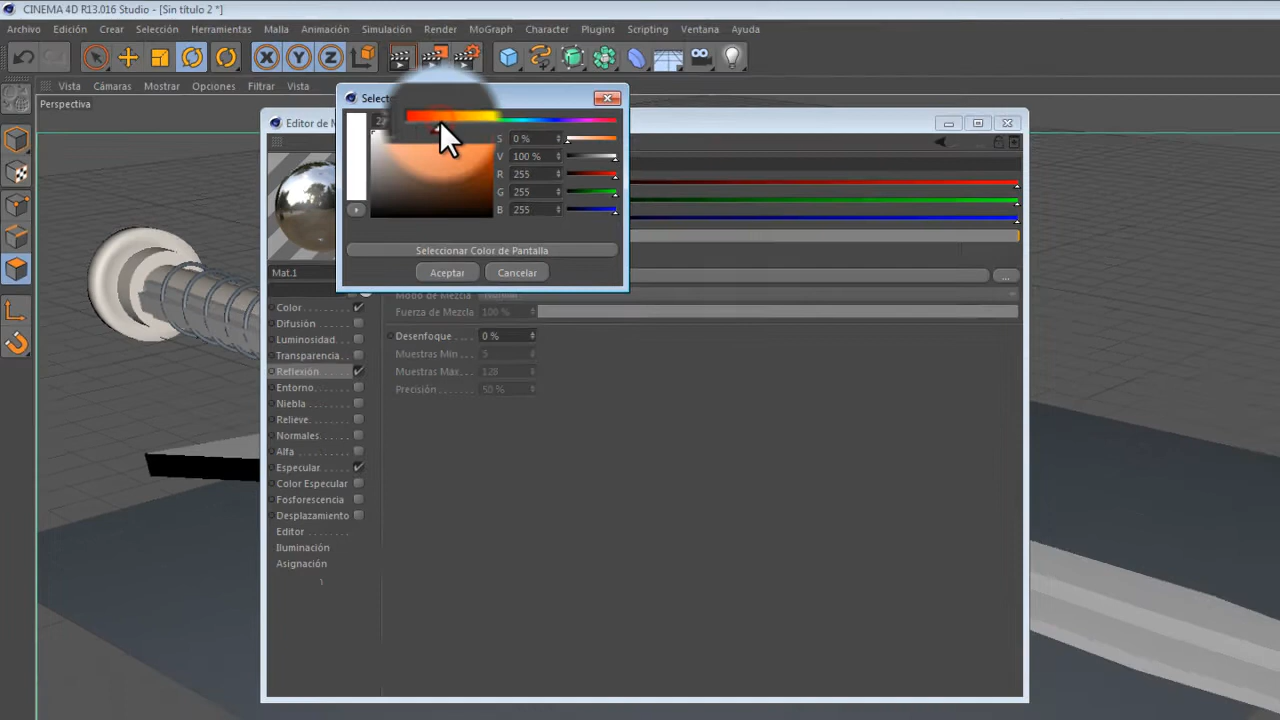 CINEMA 4D R13.016 Studio - [Sin título 2 *]
Archivo Edición Crear Selección Herramientas Malla Animación Simulación Render Character MoGraph Plugins Scripting Ventana Ayuda
Vista Cámaras Mostrar Opciones Filtrar Vista
Perspectiva
Editor de M
S 0 %
V 100 %
R 255
G 255
B 255
Seleccionar Color de Pantalla
Aceptar Cancelar
Mat.1
...
Modo de Mezcla Normal
Fuerza de Mezcla 100 %
Desenfoque . . . 0 %
Muestras Min . . . 5
Muestras Máx . . . 128
Precisión . . . . . . . 50 %
Color
Difusión
Luminosidad
Transparencia
Reflexión
Entorno
Niebla
Relieve
Normales
Alfa
Especular
Color Especular
Fosforescencia
Desplazamiento
Editor
Iluminación
Asignación